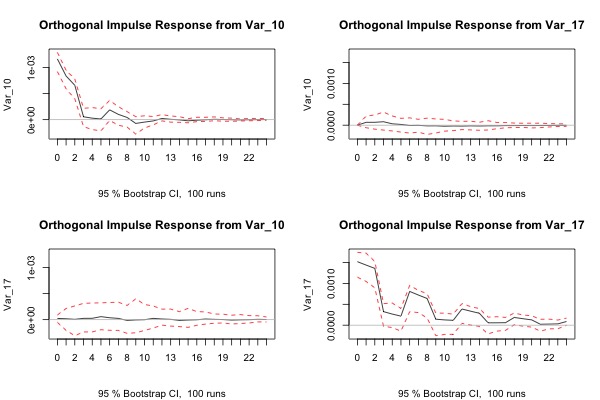 Orthogonal Impulse Response from Var_10
Var_10
1e-03
0e+00
0 2 4 6 8 10 13 16 19 22
95 % Bootstrap CI, 100 runs
Orthogonal Impulse Response from Var_17
Var_10
0.0010
0.0000
0 2 4 6 8 10 13 16 19 22
95 % Bootstrap CI, 100 runs
Orthogonal Impulse Response from Var_10
Var_17
1e-03
0e+00
0 2 4 6 8 10 13 16 19 22
95 % Bootstrap CI, 100 runs
Orthogonal Impulse Response from Var_17
Var_17
0.0010
0.0000
0 2 4 6 8 10 13 16 19 22
95 % Bootstrap CI, 100 runs